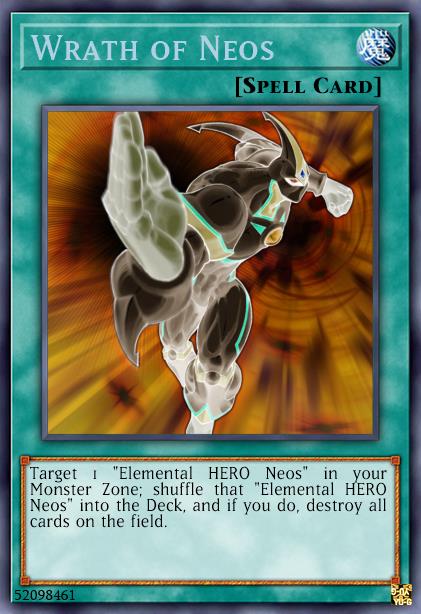 Wrath of Neos
魔
[Spell Card]
Target 1 "Elemental HERO Neos" in your
Monster Zone; shuffle that "Elemental HERO
Neos" into the Deck, and if you do, destroy all
cards on the field.
52098461